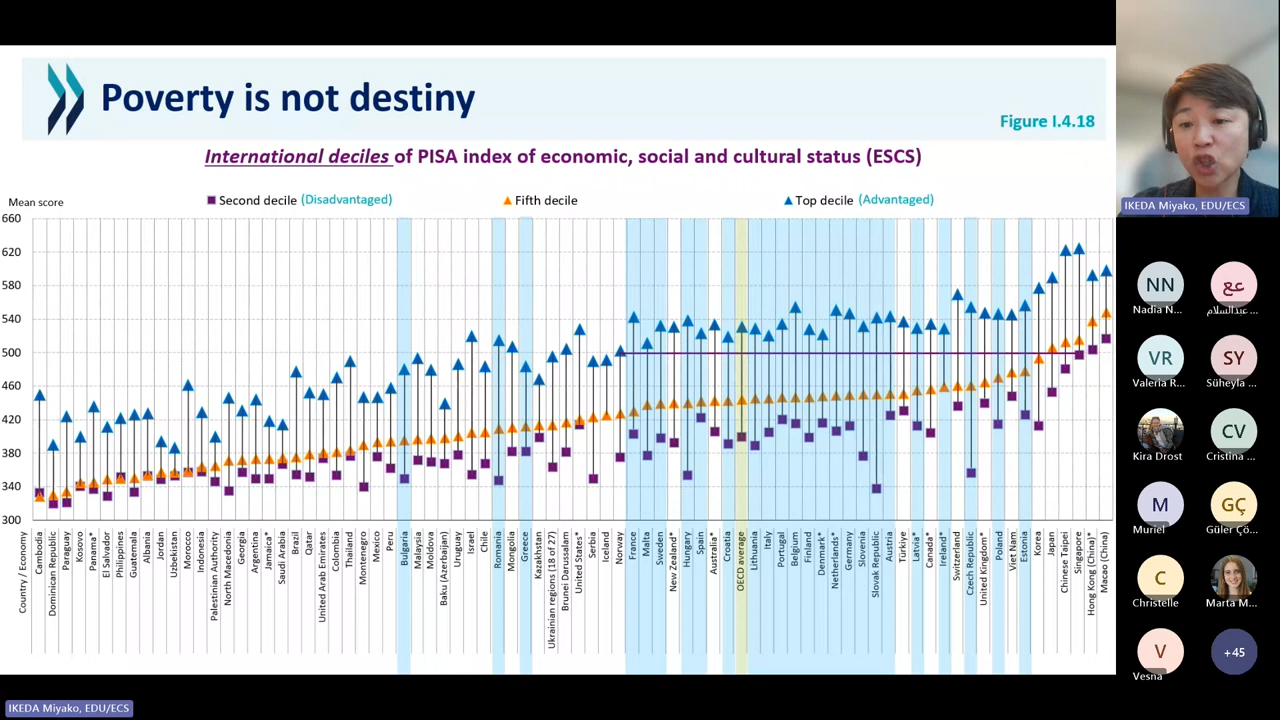 Poverty is not destiny
Figure I.4.18
International deciles of PISA index of economic, social and cultural status (ESCS)
Mean score
Second decile (Disadvantaged)
Fifth decile
Top decile (Advantaged)
660
620
580
540
500
460
420
380
340
300
Country / Economy
Cambodia
Dominican Republic
Paraguay
Kosovo
Panama*
El Salvador
Philippines
Guatemala
Albania
Jordan
Uzbekistan
Morocco
Indonesia
Palestinian Authority
North Macedonia
Georgia
Argentina
Jamaica*
Saudi Arabia
Brazil
Qatar
United Arab Emirates
Colombia
Thailand
Montenegro
Mexico
Peru
Bulgaria
Malaysia
Moldova
Baku (Azerbaijan)
Uruguay
Israel
Chile
Romania
Mongolia
Greece
Kazakhstan
Ukrainian regions (18 of 27)
Brunei Darussalam
United States*
Serbia
Iceland
Norway
France
Malta
Sweden
New Zealand*
Hungary
Spain
Australia*
Croatia
OECD average
Lithuania
Italy
Portugal
Belgium
Finland
Denmark*
Netherlands*
Germany
Slovenia
Slovak Republic
Austria
Türkiye
Latvia*
Canada*
Ireland*
Switzerland
Czech Republic
United Kingdom*
Poland
Viet Nam
Estonia
Korea
Japan
Chinese Taipei
Singapore
Hong Kong (China)*
Macao (China)
IKEDA Miyako, EDU/ECS
NN
Nadia N...
عع
عبدالسلام ...
VR
Valeria R...
SY
Süheyla ...
Kira Drost
CV
Cristina ...
M
Muriel
GÇ
Güler Çö...
C
Christelle
Marta M...
V
Vesna
+45
IKEDA Miyako, EDU/ECS